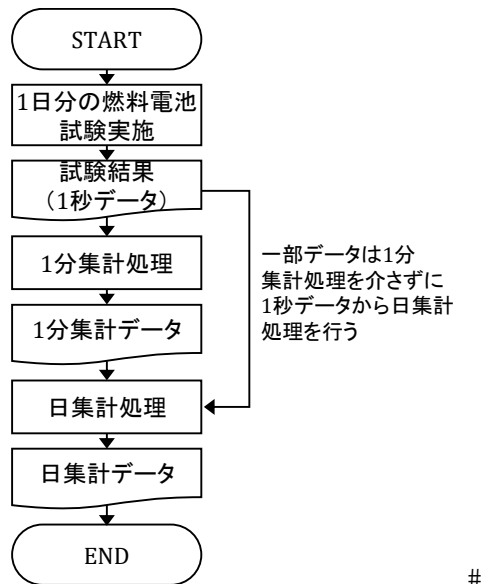 START
1日分の燃料電池
試験実施
試験結果
(1秒データ)
1分集計処理
一部データは1分
集計処理を介さずに
1秒データから日集計
処理を行う
1分集計データ
日集計処理
日集計データ
END
#